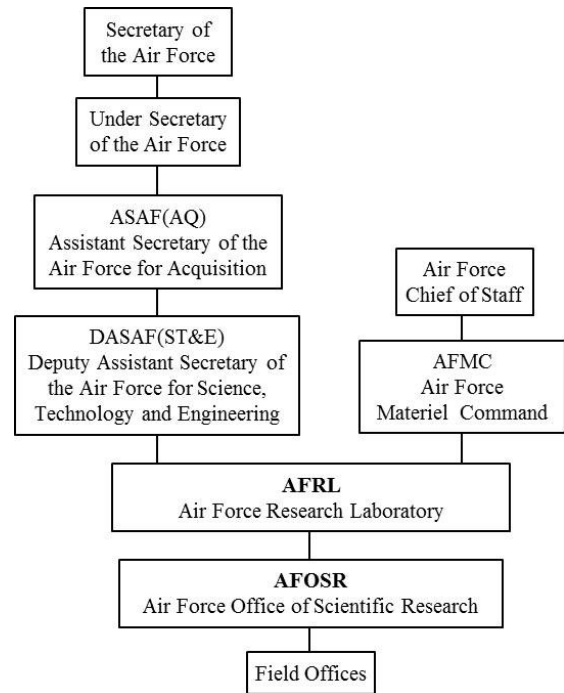 Secretary of
the Air Force
Under Secretary
of the Air Force
ASAF(AQ)
Assistant Secretary of the
Air Force for Acquisition
DASAF(ST&E)
Deputy Assistant Secretary of
the Air Force for Science,
Technology and Engineering
Air Force
Chief of Staff
AFMC
Air Force
Materiel Command
AFRL
Air Force Research Laboratory
AFOSR
Air Force Office of Scientific Research
Field Offices